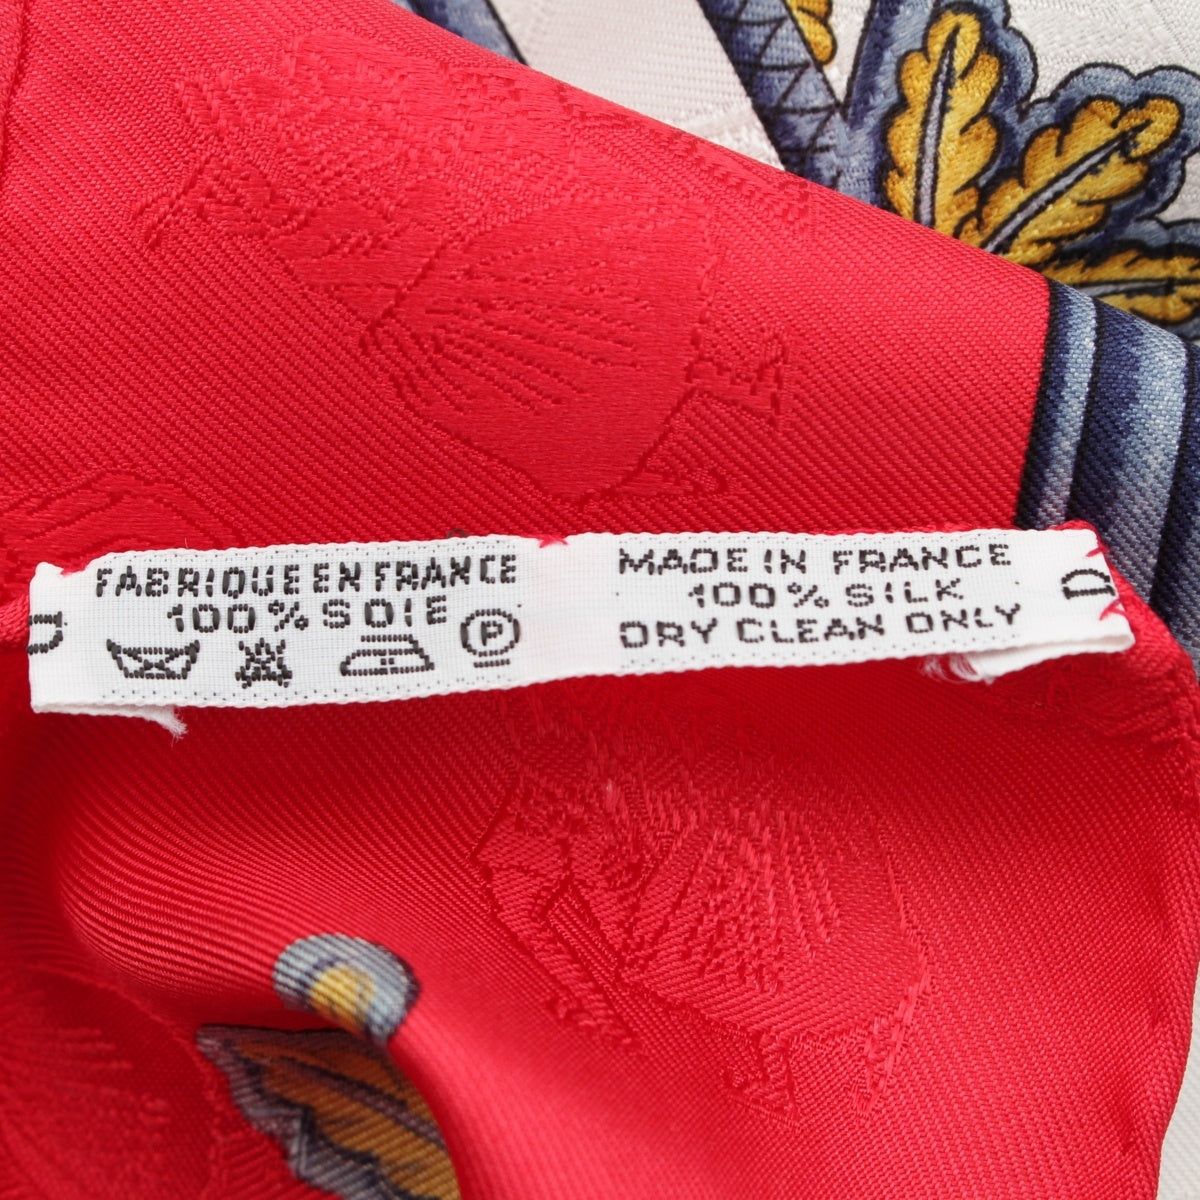 FABRIQUE EN FRANCE
100% SOIE
P
MADE IN FRANCE
100% SILK
DRY CLEAN ONLY
D